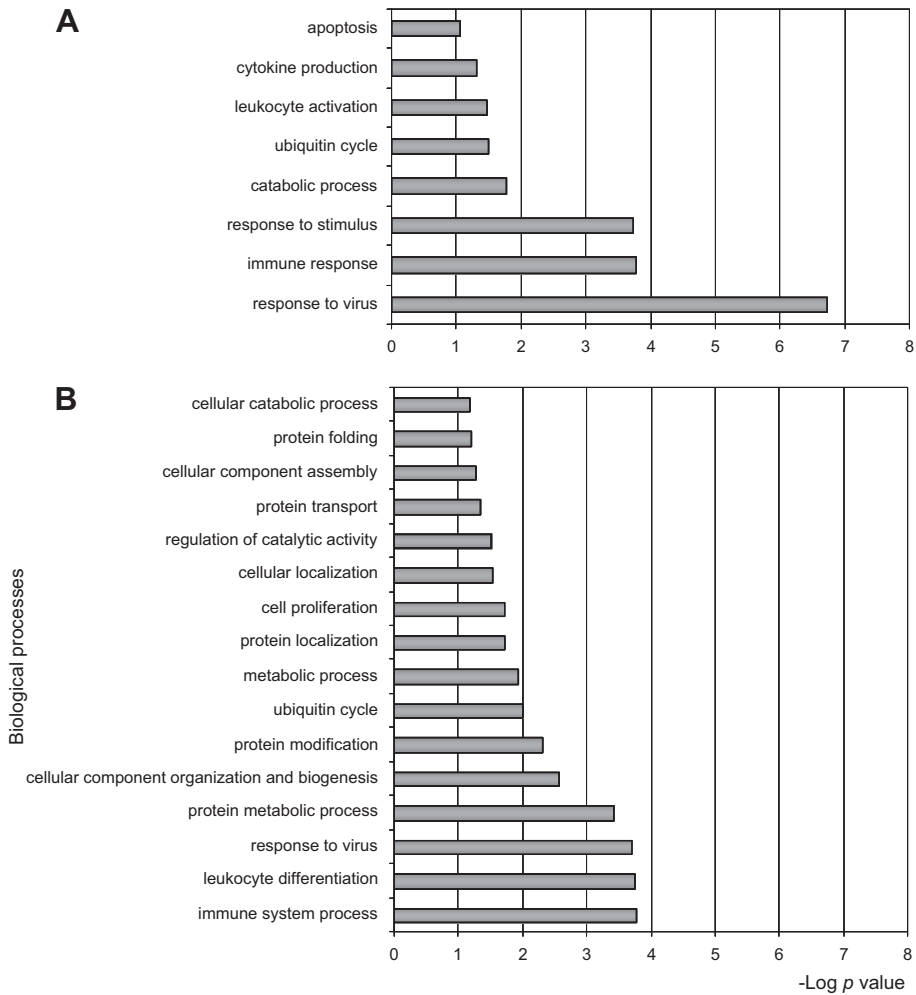 A
apoptosis
cytokine production
leukocyte activation
ubiquitin cycle
catabolic process
response to stimulus
immune response
response to virus
0 1 2 3 4 5 6 7 8
B
Biological processes
cellular catabolic process
protein folding
cellular component assembly
protein transport
regulation of catalytic activity
cellular localization
cell proliferation
protein localization
metabolic process
ubiquitin cycle
protein modification
cellular component organization and biogenesis
protein metabolic process
response to virus
leukocyte differentiation
immune system process
0 1 2 3 4 5 6 7 8
-Log p value